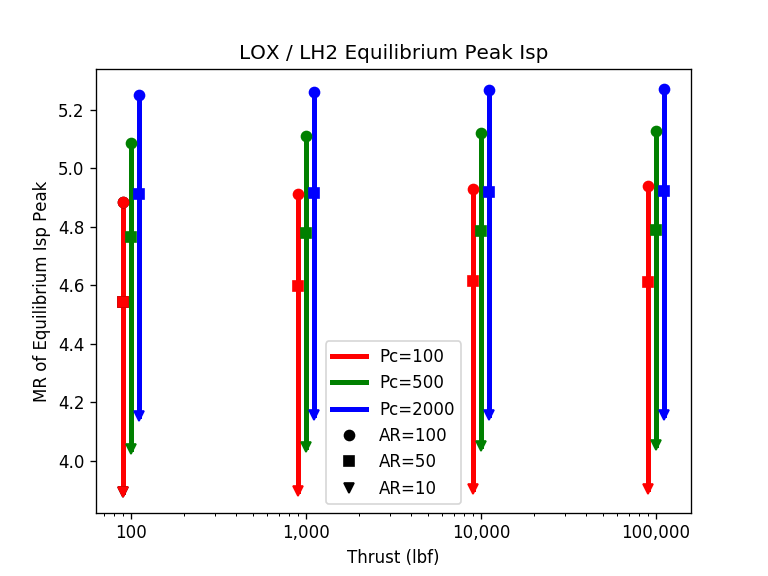 LOX / LH2 Equilibrium Peak Isp
MR of Equilibrium Isp Peak
5.2
5.0
4.8
4.6
4.4
4.2
4.0
Pc=100
Pc=500
Pc=2000
AR=100
AR=50
AR=10
100
1,000
10,000
100,000
Thrust (lbf)